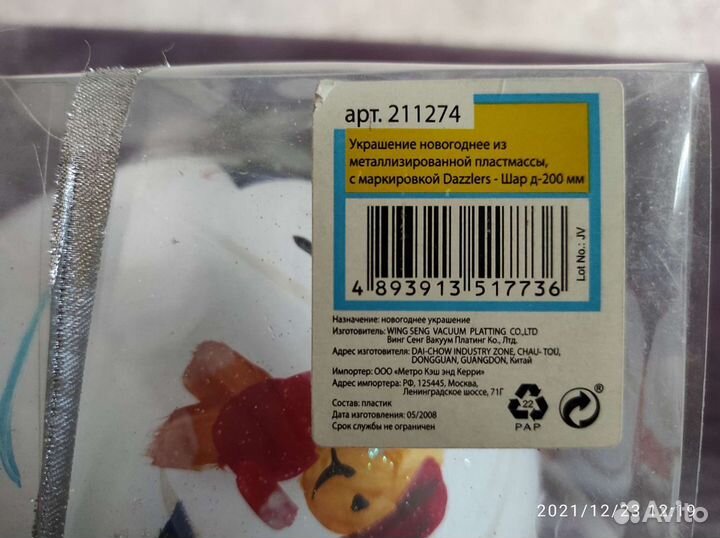 арт. 211274
Украшение новогоднее из
металлизированной пластмассы,
с маркировкой Dazzlers - Шар д-200 мм
Lot No.: JV
4 893913 517736
Назначение: новогоднее украшение
Изготовитель: WING SENG VACUUM PLATTING CO.,LTD
Винг Сенг Вакуум Платинг Ко., Лтд.
Адрес изготовителя: DAI-CHOW INDUSTRY ZONE, CHAU- TOU,
DONGGUAN, GUANGDON, Китай
Импортер: ООО «Метро Кэш энд Керри»
Адрес импортера: РФ, 125445, Москва,
Ленинградское шоссе, 71Г
Состав: пластик
Дата изготовления: 05/2008
Срок службы не ограничен
22
PAP
®
2021/12/23 12:19
Avito